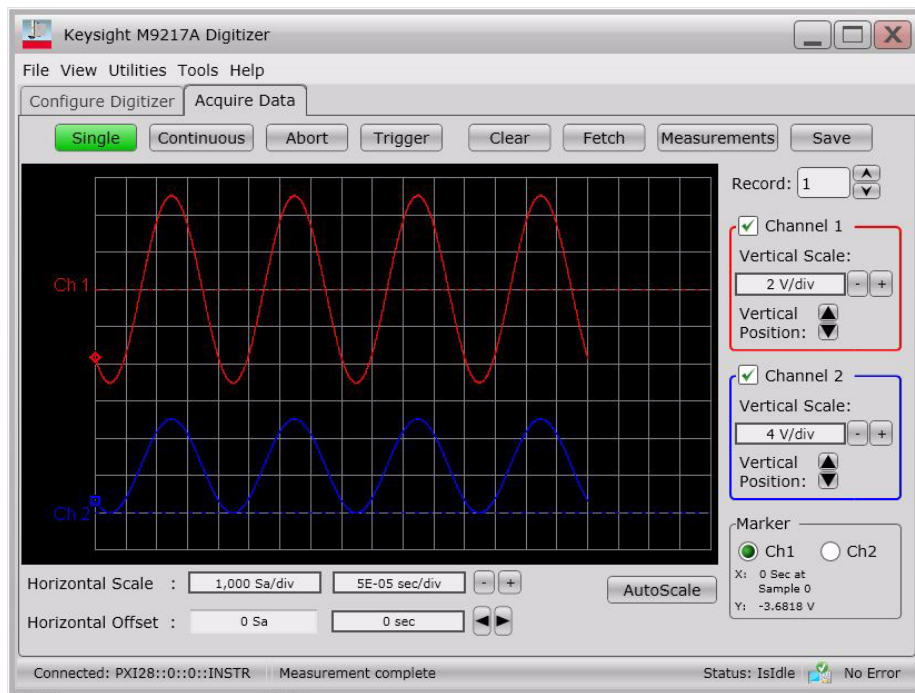 Keysight M9217A Digitizer
File View Utilities Tools Help
Configure Digitizer Acquire Data
Single Continuous Abort Trigger Clear Fetch Measurements Save
Record: 1
Channel 1
Vertical Scale:
2 V/div - +
Vertical
Position:
Ch 1
Channel 2
Vertical Scale:
4 V/div - +
Vertical
Position:
Ch 2
Marker
Ch1 Ch2
X: 0 Sec at
Sample 0
Y: -3.6818 V
Horizontal Scale : 1,000 Sa/div 5E-05 sec/div - +
AutoScale
Horizontal Offset : 0 Sa 0 sec
Connected: PXI28::0::0::INSTR Measurement complete Status: IsIdle No Error